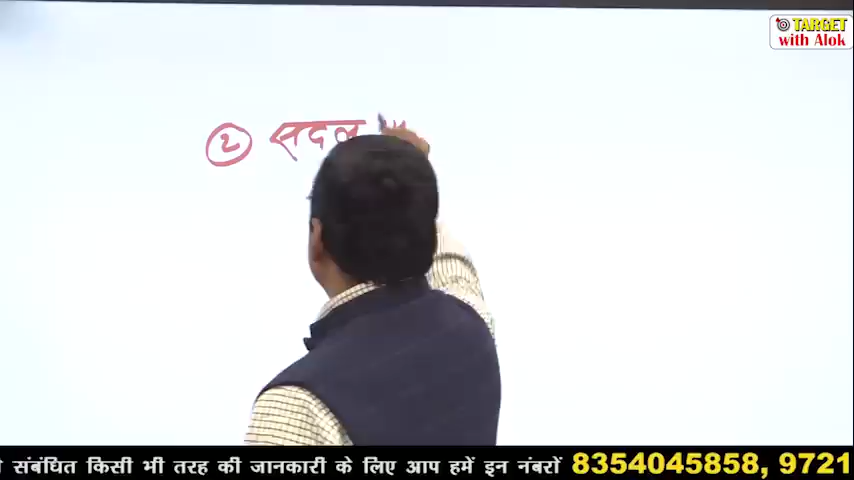 TARGET
with Alok
② सदल
संबंधित किसी भी तरह की जानकारी के लिए आप हमें इन नंबरों 8354045858, 9721